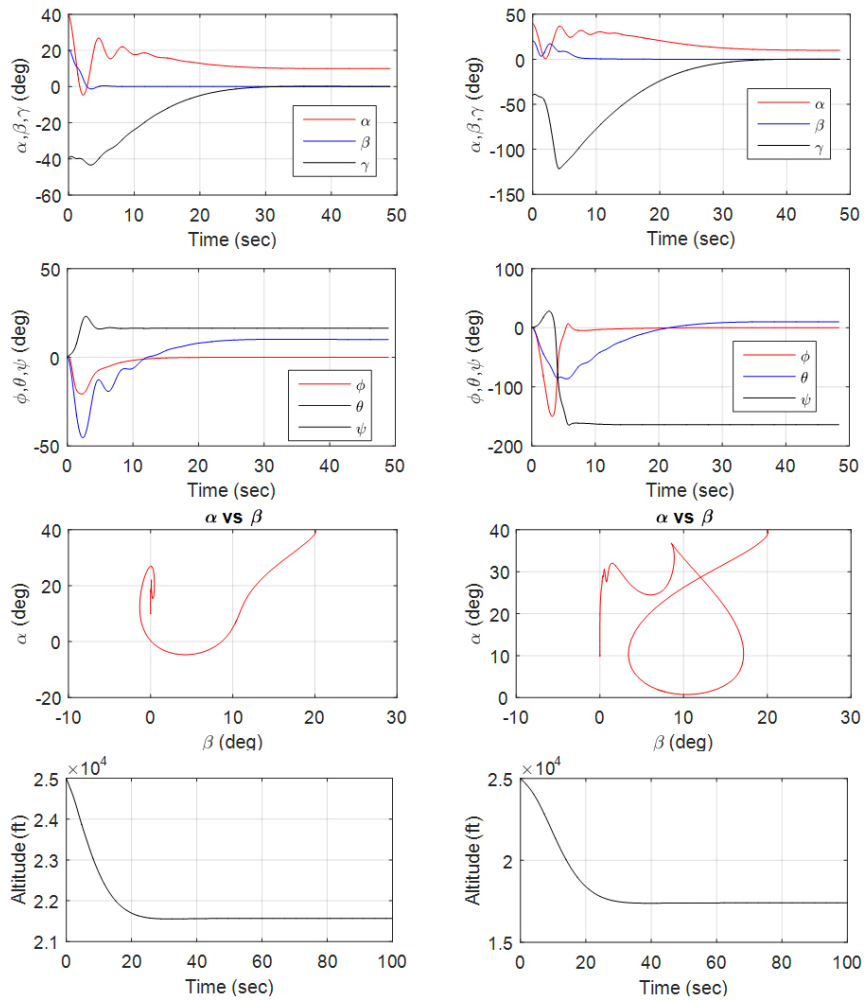 40
20
0
-20
-40
-60
0 10 20 30 40 50
α,β,γ (deg)
Time (sec)
α
β
γ
50
0
-50
-100
-150
0 10 20 30 40 50
α,β,γ (deg)
Time (sec)
α
β
γ
50
0
-50
0 10 20 30 40 50
ϕ,θ,ψ (deg)
Time (sec)
ϕ
θ
ψ
100
0
-100
-200
0 10 20 30 40 50
ϕ,θ,ψ (deg)
Time (sec)
ϕ
θ
ψ
α vs β
40
20
0
-20
-10 0 10 20 30
α (deg)
β (deg)
α vs β
40
30
20
10
0
-10 0 10 20 30
α (deg)
β (deg)
×10⁴
2.5
2.4
2.3
2.2
2.1
0 20 40 60 80 100
Altitude (ft)
Time (sec)
×10⁴
2.5
2
1.5
0 20 40 60 80 100
Altitude (ft)
Time (sec)